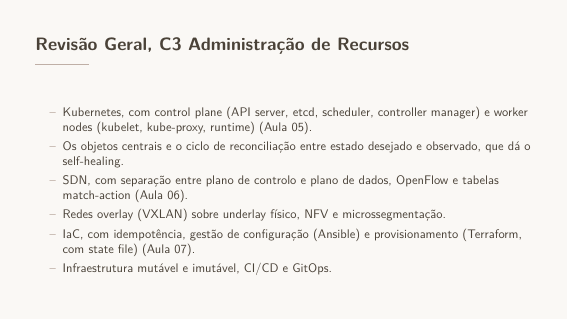 Revisão Geral, C3 Administração de Recursos
– Kubernetes, com control plane (API server, etcd, scheduler, controller manager) e worker
nodes (kubelet, kube-proxy, runtime) (Aula 05).
– Os objetos centrais e o ciclo de reconciliação entre estado desejado e observado, que dá o
self-healing.
– SDN, com separação entre plano de controlo e plano de dados, OpenFlow e tabelas
match-action (Aula 06).
– Redes overlay (VXLAN) sobre underlay físico, NFV e microssegmentação.
– IaC, com idempotência, gestão de configuração (Ansible) e provisionamento (Terraform,
com state file) (Aula 07).
– Infraestrutura mutável e imutável, CI/CD e GitOps.